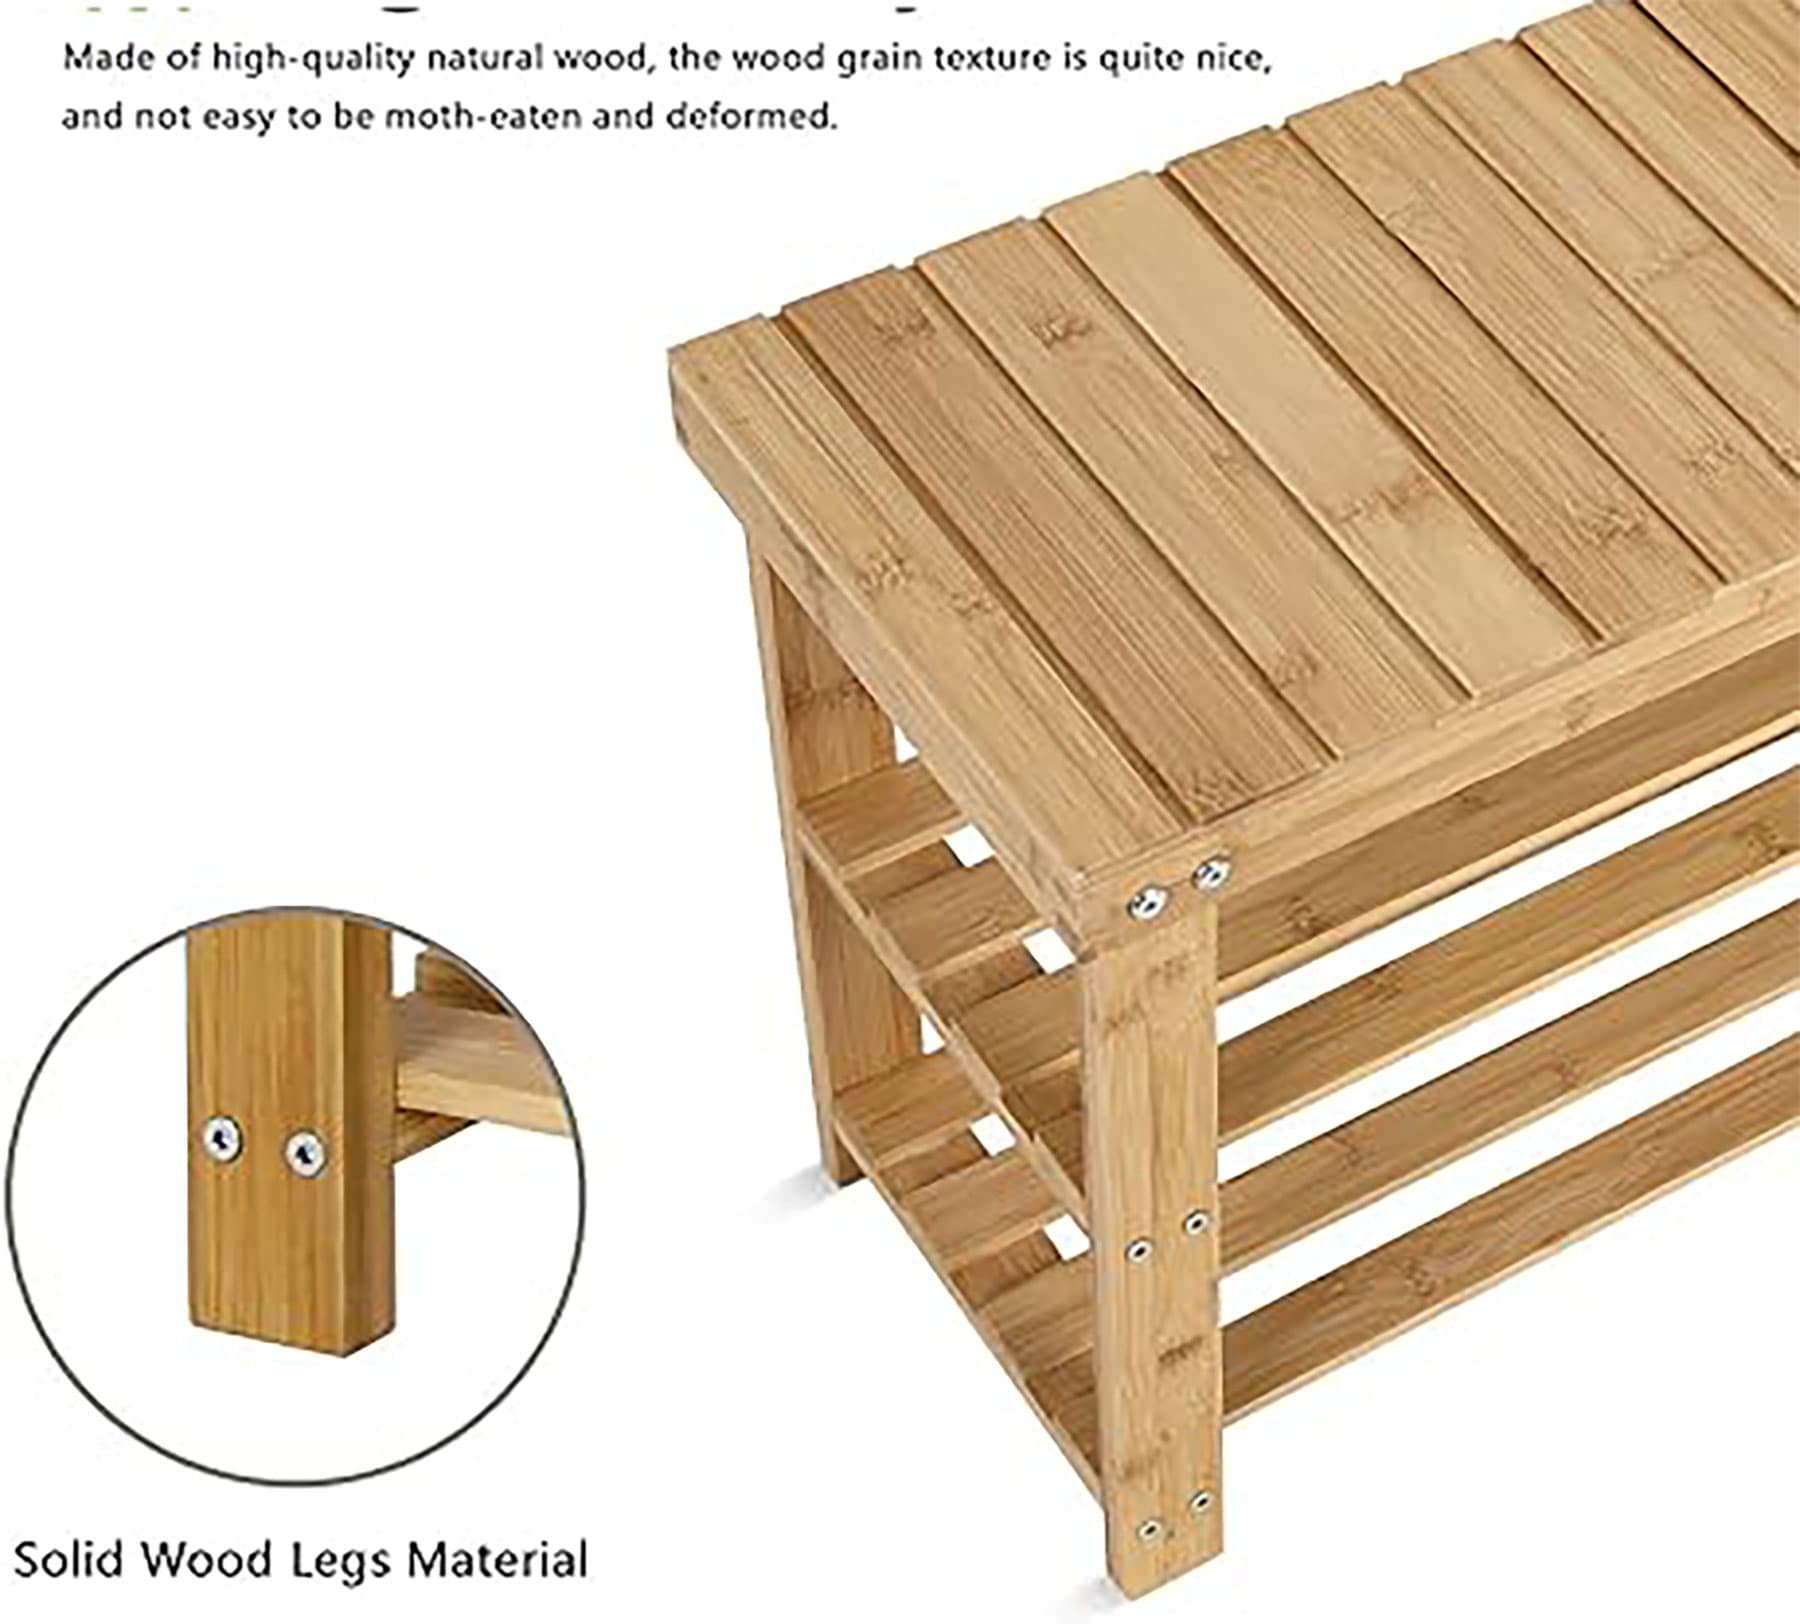 Made of high-quality natural wood, the wood grain texture is quite nice,
and not easy to be moth-eaten and deformed.
Solid Wood Legs Material